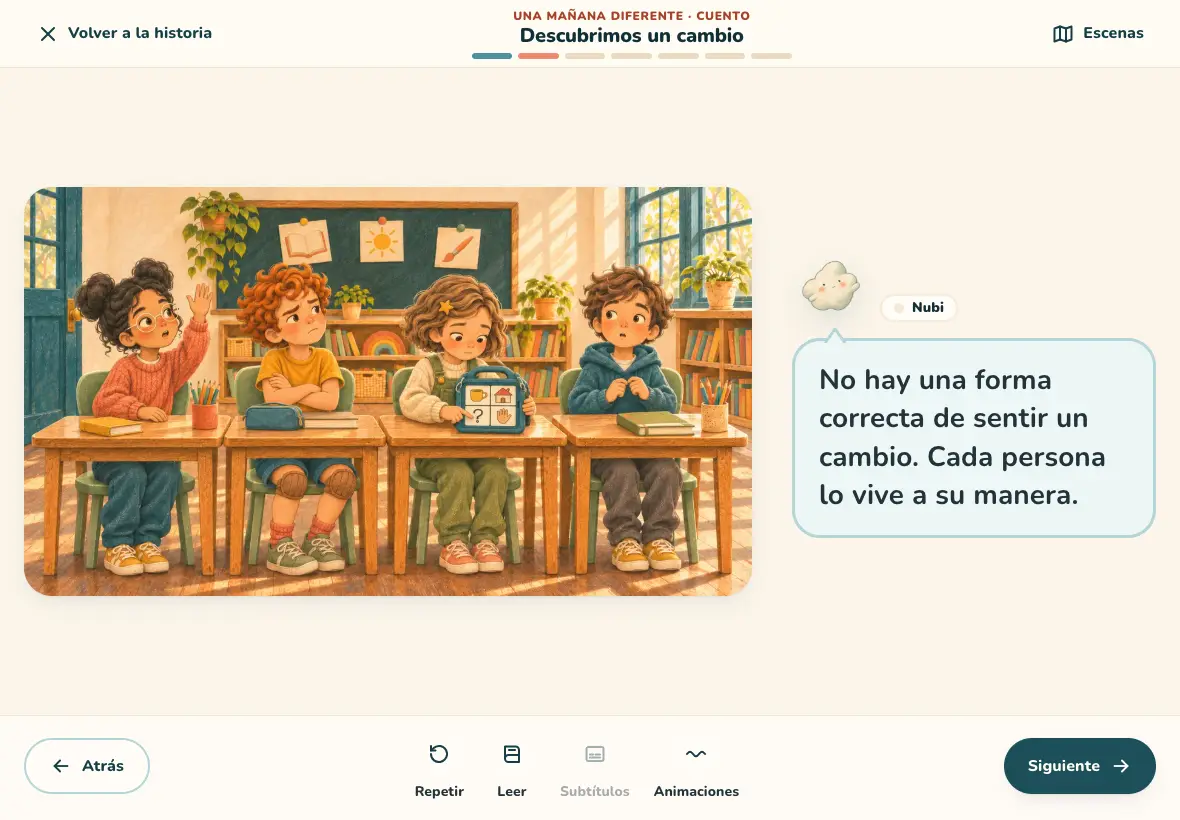 Volver a la historia
UNA MAÑANA DIFERENTE · CUENTO
Descubrimos un cambio
Escenas
?
Nubi
No hay una forma
correcta de sentir un
cambio. Cada persona
lo vive a su manera.
Atrás
Repetir
Leer
Subtítulos
Animaciones
Siguiente